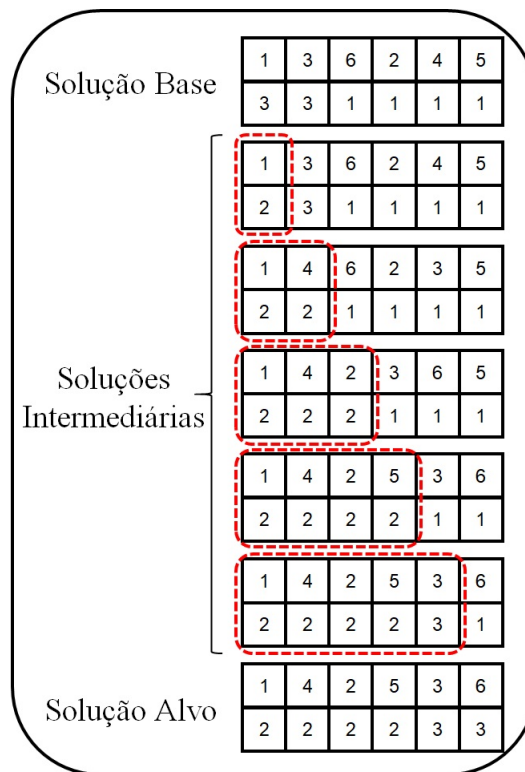 1 3 6 2 4 5
Solução Base
3 3 1 1 1 1
1 3 6 2 4 5
2 3 1 1 1 1
1 4 6 2 3 5
2 2 1 1 1 1
1 4 2 3 6 5
Soluções
Intermediárias
2 2 2 1 1 1
1 4 2 5 3 6
2 2 2 2 1 1
1 4 2 5 3 6
2 2 2 2 3 1
1 4 2 5 3 6
Solução Alvo
2 2 2 2 3 3